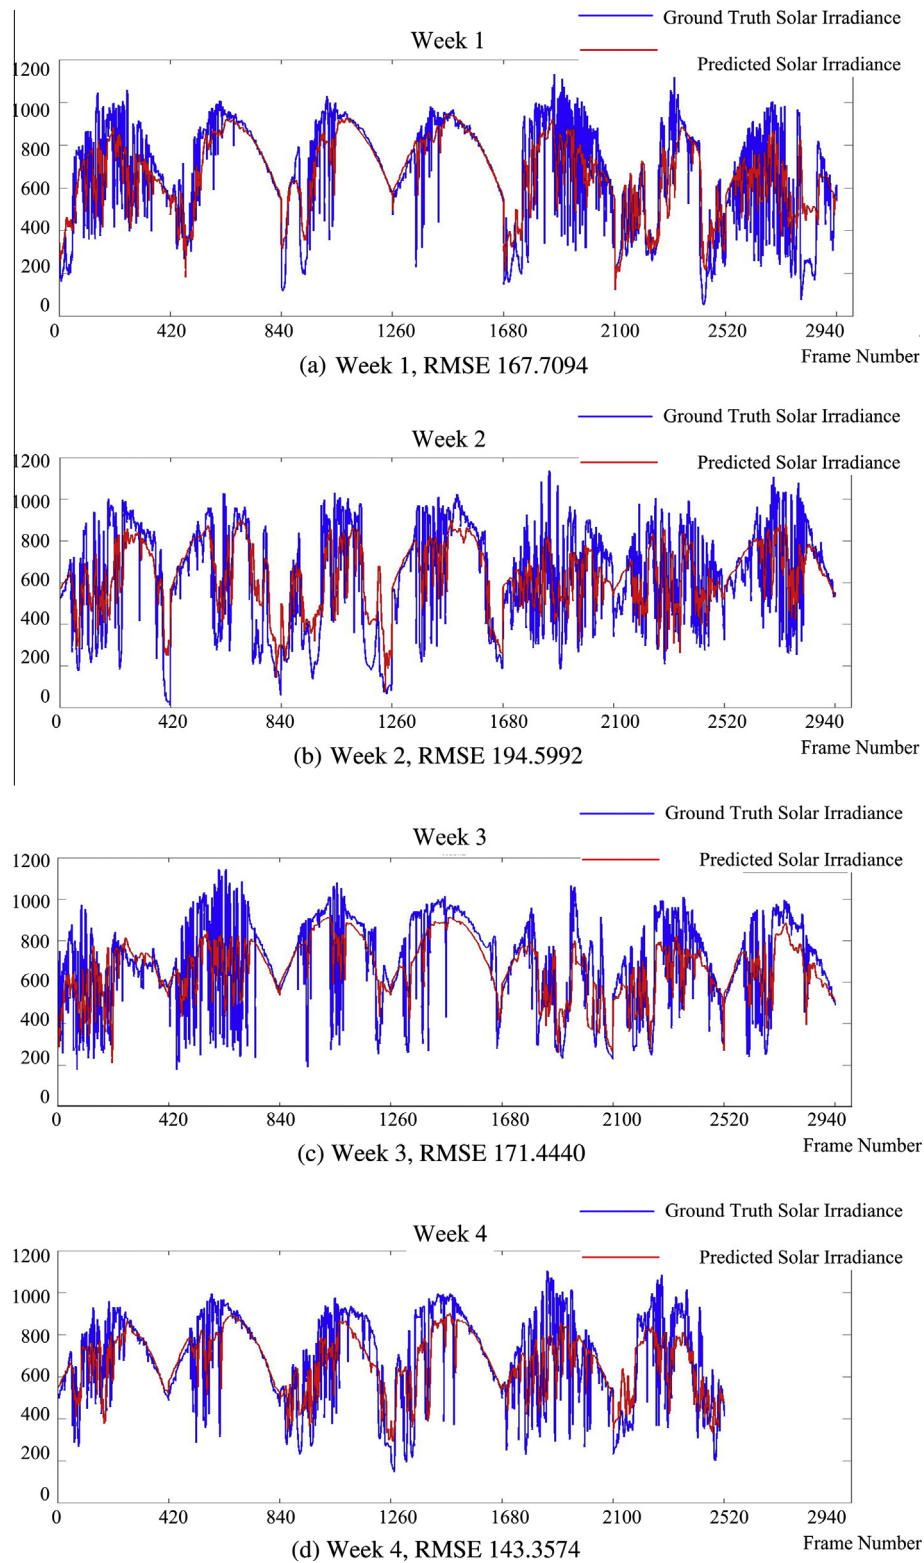 Ground Truth Solar Irradiance
Week 1
Predicted Solar Irradiance
1200
1000
800
600
400
200
0
0 420 840 1260 1680 2100 2520 2940
Frame Number
(a) Week 1, RMSE 167.7094
Ground Truth Solar Irradiance
Week 2
Predicted Solar Irradiance
1200
1000
800
600
400
200
0
0 420 840 1260 1680 2100 2520 2940
Frame Number
(b) Week 2, RMSE 194.5992
Ground Truth Solar Irradiance
Week 3
Predicted Solar Irradiance
1200
1000
800
600
400
200
0
0 420 840 1260 1680 2100 2520 2940
Frame Number
(c) Week 3, RMSE 171.4440
Ground Truth Solar Irradiance
Week 4
Predicted Solar Irradiance
1200
1000
800
600
400
200
0
0 420 840 1260 1680 2100 2520 2940
Frame Number
(d) Week 4, RMSE 143.3574